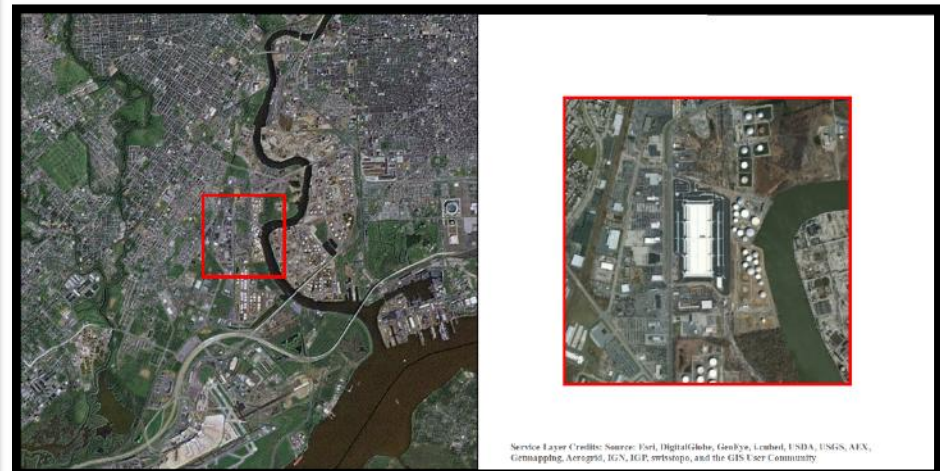 Service Layer Credits: Source: Esri, DigitalGlobe, GeoEye, i-cubed, USDA, USGS, AEX,
Getmapping, Aerogrid, IGN, IGP, swisstopo, and the GIS User Community